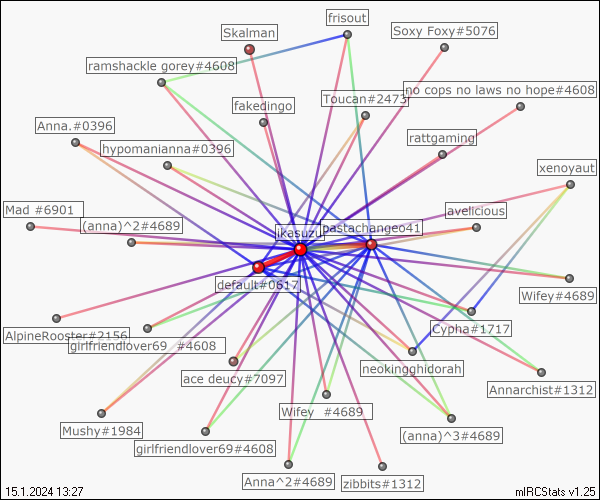 frisout
Skalman
Soxy Foxy#5076
ramshackle gorey#4608
no cops no laws no hope#4608
fakedingo
Toucan#2473
Anna.#0396
rattgaming
hypomanianna#0396
xenoyaut
Mad #6901
avelicious
(anna)^2#4689
ikasuzu
pastachangeo41
default#0617
Wifey#4689
Cypha#1717
AlpineRooster#2156
girlfriendlover69 #4608
neokingghidorah
ace deucy#7097
Annarchist#1312
Wifey #4689
Mushy#1984
(anna)^3#4689
girlfriendlover69#4608
Anna^2#4689
zibbits#1312
15.1.2024 13:27
mIRCStats v1.25